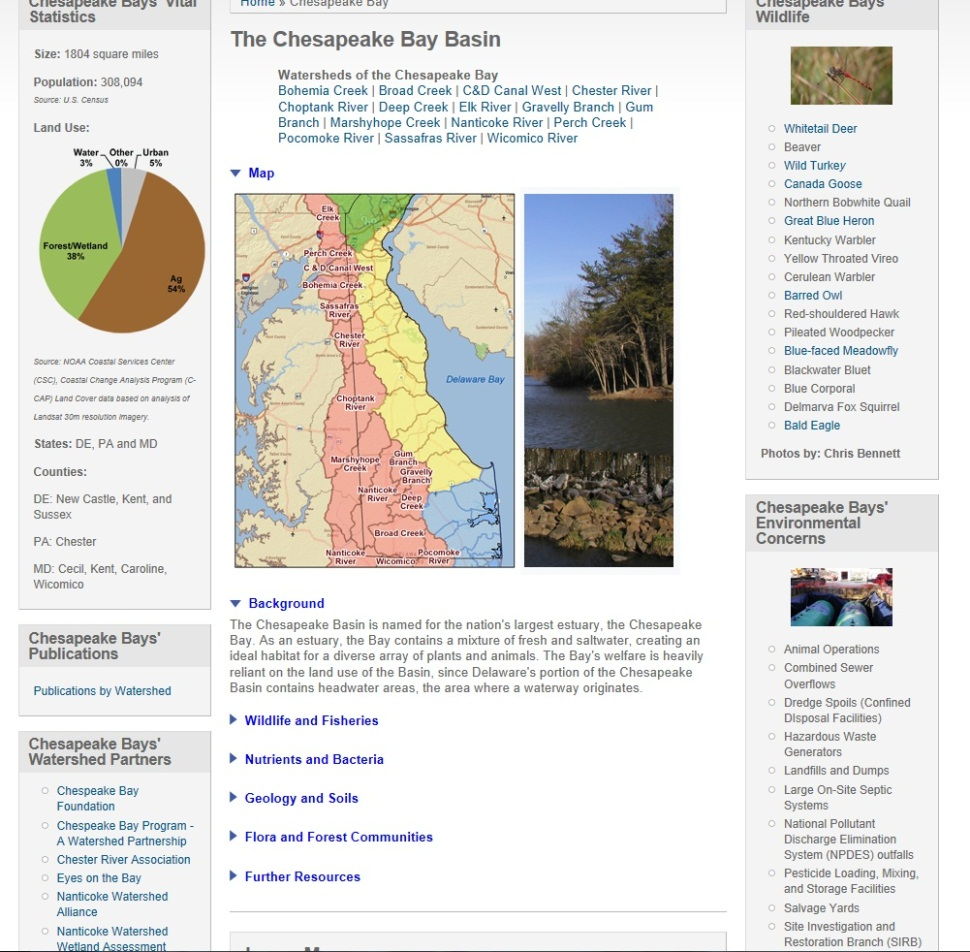 Chesapeake Bays' Vital
Statistics
Size: 1804 square miles
Population: 308,094
Source: U.S. Census
Land Use:
Water
3%
Other
0%
Urban
5%
Forest/Wetland
38%
Ag
54%
Source: NOAA Coastal Services Center
(CSC), Coastal Change Analysis Program (C-
CAP) Land Cover data based on analysis of
Landsat 30m resolution imagery.
States: DE, PA and MD
Counties:
DE: New Castle, Kent, and
Sussex
PA: Chester
MD: Cecil, Kent, Caroline,
Wicomico
Chesapeake Bays'
Publications
Publications by Watershed
Chesapeake Bays'
Watershed Partners
Chespeake Bay
Foundation
Chespeake Bay Program -
A Watershed Partnership
Chester River Association
Eyes on the Bay
Nanticoke Watershed
Alliance
Nanticoke Watershed
Wetland Assessment
Home » Chesapeake Bay
The Chesapeake Bay Basin
Watersheds of the Chesapeake Bay
Bohemia Creek | Broad Creek | C&D Canal West | Chester River |
Choptank River | Deep Creek | Elk River | Gravelly Branch | Gum
Branch | Marshyhope Creek | Nanticoke River | Perch Creek |
Pocomoke River | Sassafras River | Wicomico River
Map
Elk
Creek
Perch Creek
C & D Canal West
Bohemia Creek
Sassafras
River
Chester
River
Delaware Bay
Choptank
River
Marshyhope
Creek
Gum
Branch
Gravelly
Branch
Nanticoke
River
Deep
Creek
Broad Creek
Nanticoke
River
Wicomico
Pocomoke
River
Background
The Chesapeake Basin is named for the nation's largest estuary, the Chesapeake
Bay. As an estuary, the Bay contains a mixture of fresh and saltwater, creating an
ideal habitat for a diverse array of plants and animals. The Bay's welfare is heavily
reliant on the land use of the Basin, since Delaware's portion of the Chesapeake
Basin contains headwater areas, the area where a waterway originates.
Wildlife and Fisheries
Nutrients and Bacteria
Geology and Soils
Flora and Forest Communities
Further Resources
Chesapeake Bays'
Wildlife
Whitetail Deer
Beaver
Wild Turkey
Canada Goose
Northern Bobwhite Quail
Great Blue Heron
Kentucky Warbler
Yellow Throated Vireo
Cerulean Warbler
Barred Owl
Red-shouldered Hawk
Pileated Woodpecker
Blue-faced Meadowfly
Blackwater Bluet
Blue Corporal
Delmarva Fox Squirrel
Bald Eagle
Photos by: Chris Bennett
Chesapeake Bays'
Environmental
Concerns
Animal Operations
Combined Sewer
Overflows
Dredge Spoils (Confined
DIsposal Facilities)
Hazardous Waste
Generators
Landfills and Dumps
Large On-Site Septic
Systems
National Pollutant
Discharge Elimination
System (NPDES) outfalls
Pesticide Loading, Mixing,
and Storage Facilities
Salvage Yards
Site Investigation and
Restoration Branch (SIRB)